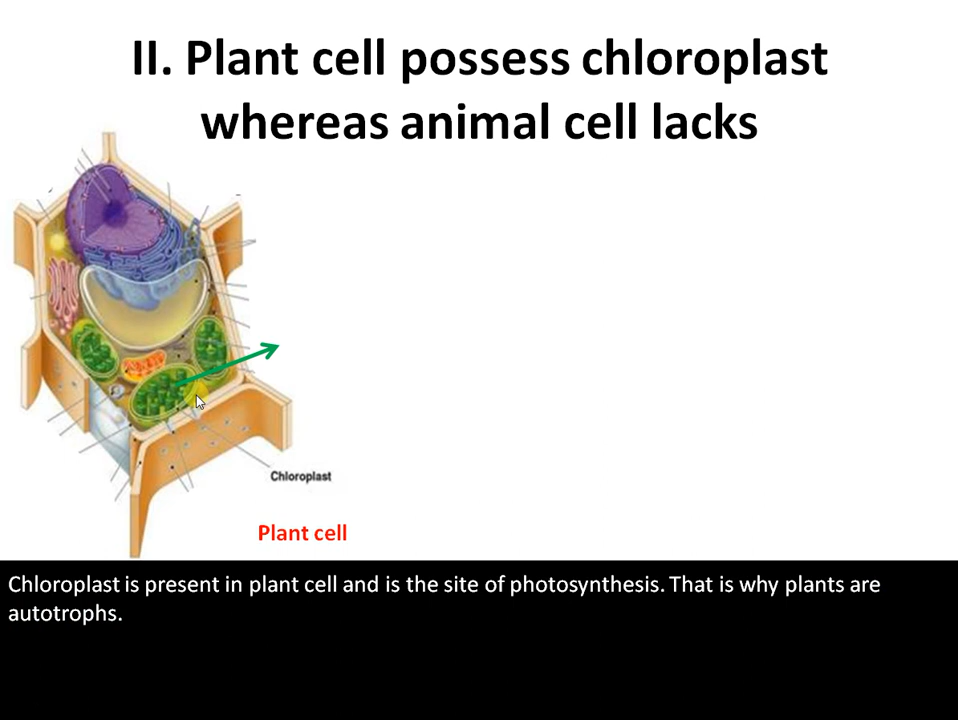 II. Plant cell possess chloroplast
whereas animal cell lacks
Chloroplast
Plant cell
Chloroplast is present in plant cell and is the site of photosynthesis. That is why plants are
autotrophs.